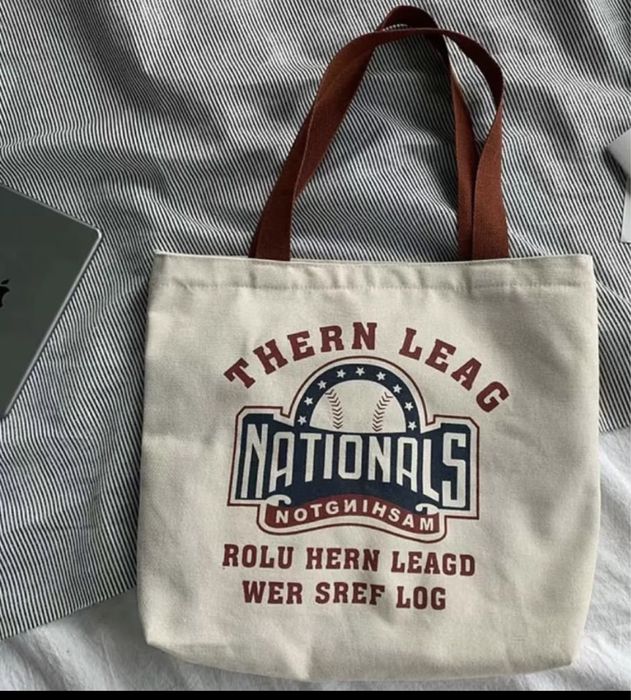 THERN LEAG
NATIONALS
NOTGNIHSAM
ROLU HERN LEAGD
WER SREF LOG